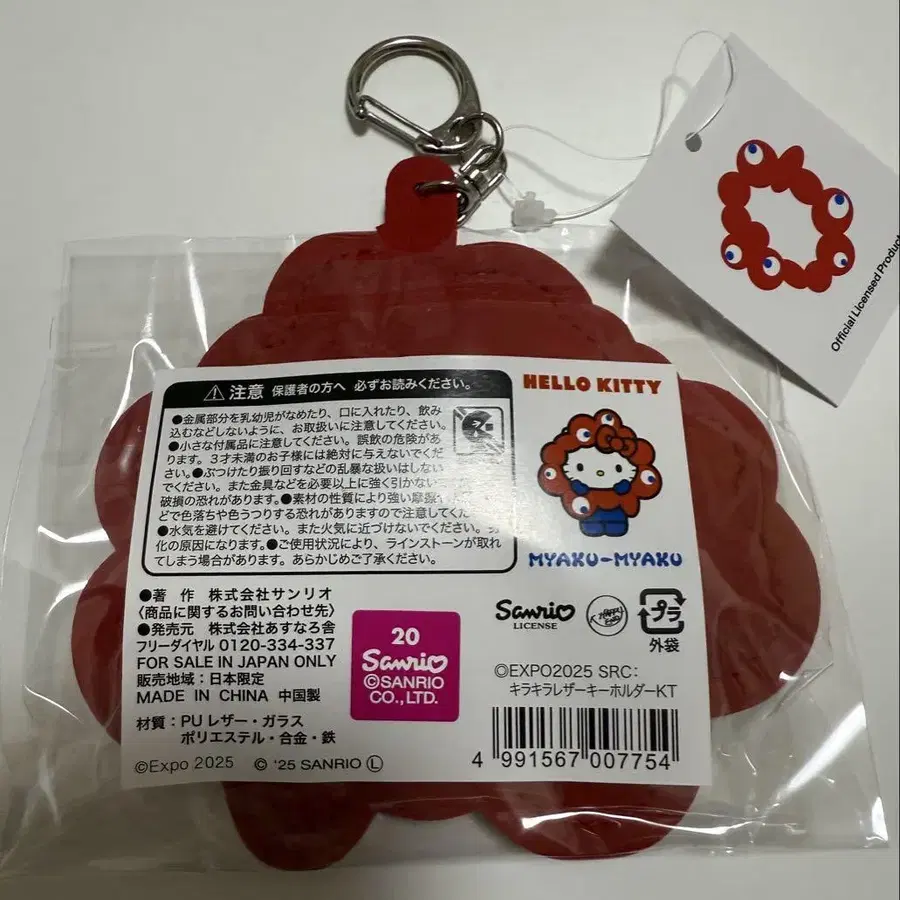 Official Licensed Product
⚠注意 保護者の方へ 必ずお読みください。
●金属部分を乳幼児がなめたり、口に入れたり、飲み
込むなどしないように、お取扱いに注意してください。
●小さな付属品に注意してください。誤飲の危険があ
ります。3才未満のお子様には絶対に与えないでくだ
さい。●ぶつけたり振り回すなどの乱暴な扱いはしない
でください。また金具などを必要以上に強く引かない
破損の恐れがあります。●素材の性質により強い摩擦
どで色落ちや色うつりする恐れがありますので注意してく
●水気を避けてください。また火気に近づけないでください。
化の原因になります。●ご使用状況により、ラインストーンが取れ
てしまう場合があります。あらかじめご了承ください。
HELLO KITTY
MYAKU-MYAKU
●著 作 株式会社サンリオ
〈商品に関するお問い合わせ先〉
●発売元 株式会社あすなろ舎
フリーダイヤル 0120-334-337
FOR SALE IN JAPAN ONLY
販売地域:日本限定
MADE IN CHINA 中国製
材質:PUレザー・ガラス
ポリエステル・合金・鉄
©Expo 2025 © '25 SANRIO Ⓛ
20
Sanrio
©SANRIO
CO.,LTD.
Sanrio
LICENSE
プラ
外袋
©EXPO2025 SRC:
キラキラレザーキーホルダーKT
4 991567 007754